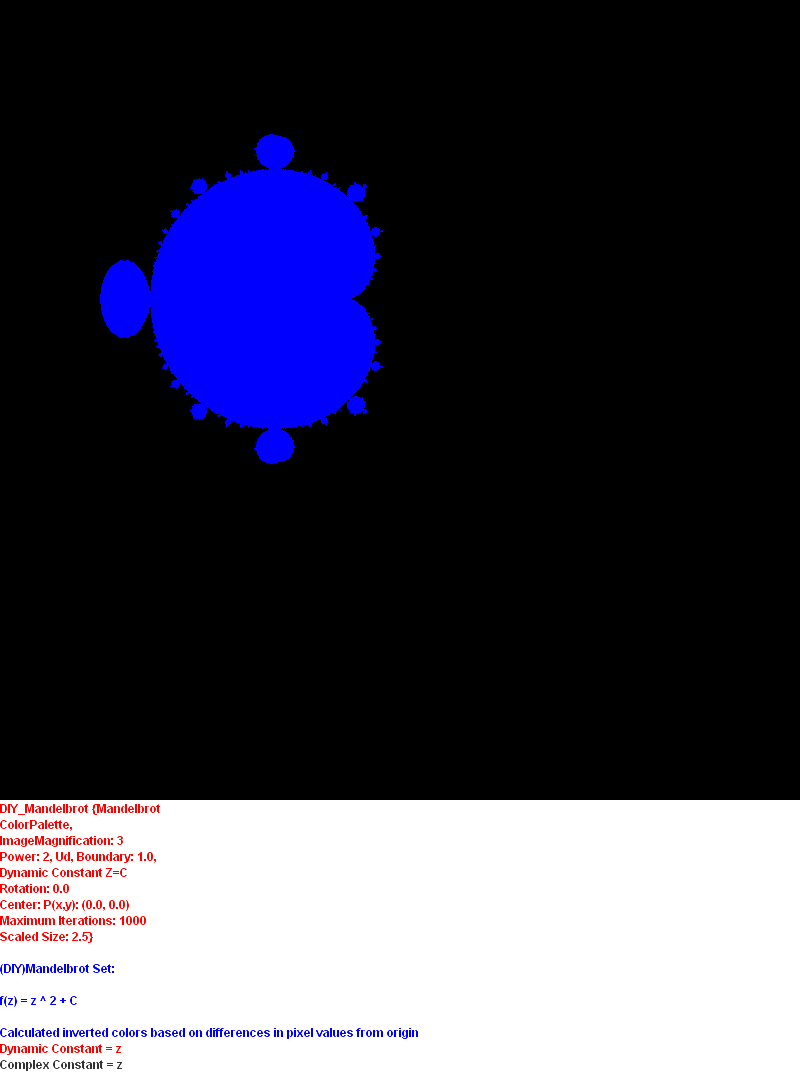 DIY_Mandelbrot {Mandelbrot
ColorPalette,
ImageMagnification: 3
Power: 2, Ud, Boundary: 1.0,
Dynamic Constant Z=C
Rotation: 0.0
Center: P(x,y): (0.0, 0.0)
Maximum Iterations: 1000
Scaled Size: 2.5}
(DIY)Mandelbrot Set:
f(z) = z ^ 2 + C
Calculated inverted colors based on differences in pixel values from origin
Dynamic Constant = z
Complex Constant = z